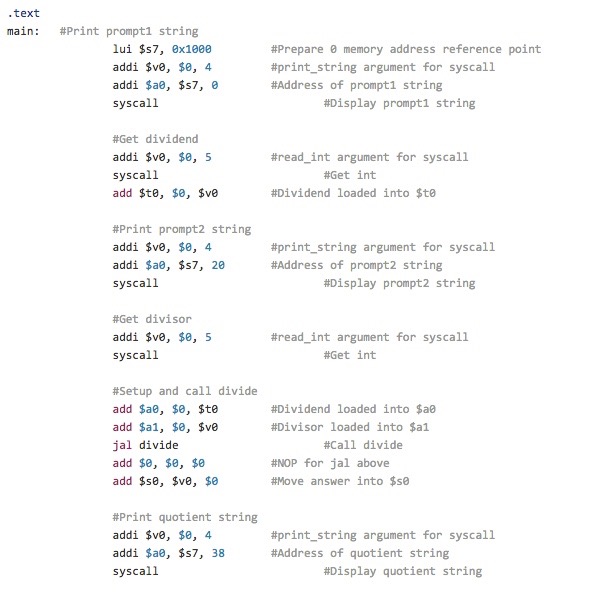 .text
main: #Print prompt1 string
lui $s7, 0x1000 #Prepare 0 memory address reference point
addi $v0, $0, 4 #print_string argument for syscall
addi $a0, $s7, 0 #Address of prompt1 string
syscall #Display prompt1 string
#Get dividend
addi $v0, $0, 5 #read_int argument for syscall
syscall #Get int
add $t0, $0, $v0 #Dividend loaded into $t0
#Print prompt2 string
addi $v0, $0, 4 #print_string argument for syscall
addi $a0, $s7, 20 #Address of prompt2 string
syscall #Display prompt2 string
#Get divisor
addi $v0, $0, 5 #read_int argument for syscall
syscall #Get int
#Setup and call divide
add $a0, $0, $t0 #Dividend loaded into $a0
add $a1, $0, $v0 #Divisor loaded into $a1
jal divide #Call divide
add $0, $0, $0 #NOP for jal above
add $s0, $v0, $0 #Move answer into $s0
#Print quotient string
addi $v0, $0, 4 #print_string argument for syscall
addi $a0, $s7, 38 #Address of quotient string
syscall #Display quotient string